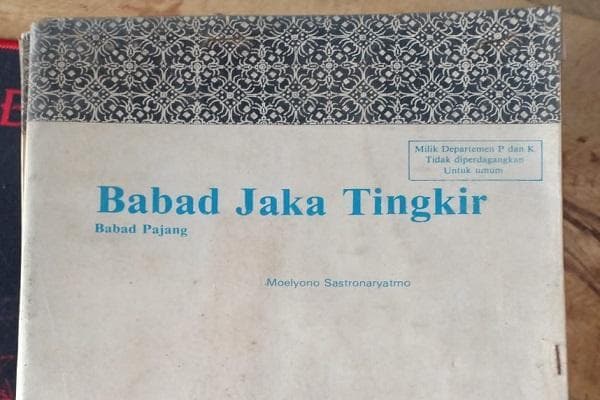 Milik Departemen P dan K
Tidak diperdagangkan
Untuk umum
Babad Jaka Tingkir
Babad Pajang
Moelyono Sastronaryatmo